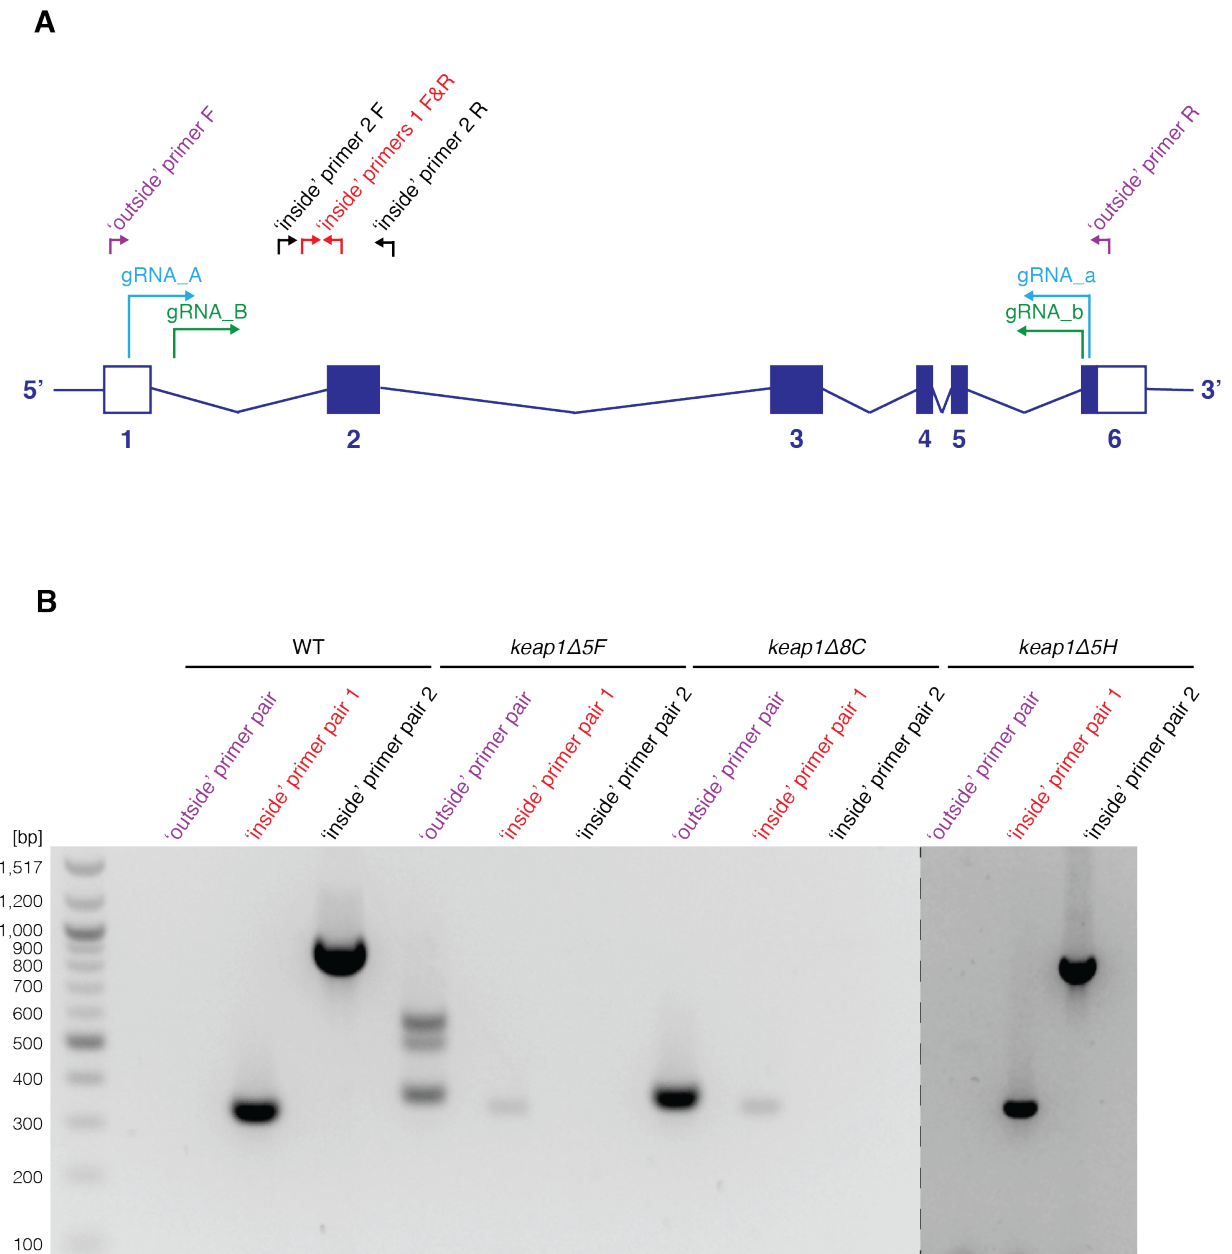 A
‘outside’ primer F
‘inside’ primer 2 F
‘inside’ primers 1 F&R
‘inside’ primer 2 R
‘outside’ primer R
gRNA_A
gRNA_B
gRNA_a
gRNA_b
5’
3’
1 2 3 4 5 6
B
WT keap1Δ5F keap1Δ8C keap1Δ5H
‘outside’ primer pair
‘inside’ primer pair 1
‘inside’ primer pair 2
‘outside’ primer pair
‘inside’ primer pair 1
‘inside’ primer pair 2
‘outside’ primer pair
‘inside’ primer pair 1
‘inside’ primer pair 2
‘outside’ primer pair
‘inside’ primer pair 1
‘inside’ primer pair 2
[bp]
1,517
1,200
1,000
900
800
700
600
500
400
300
200
100